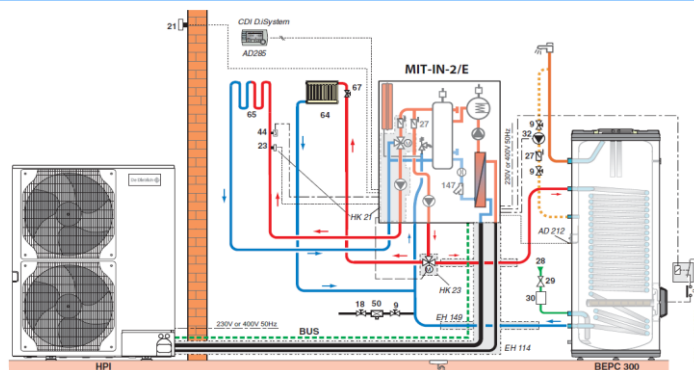 CDI D.iSystem
21
AD285
MIT-IN-2/E
67
65
64
44
23
27
147
HK 21
230V or 400V 50Hz
9
32
27
9
AD 212
28
29
30
HK 23
18
50
9
EH 149
EH 114
230V or 400V 50Hz
BUS
HPI
BEPC 300